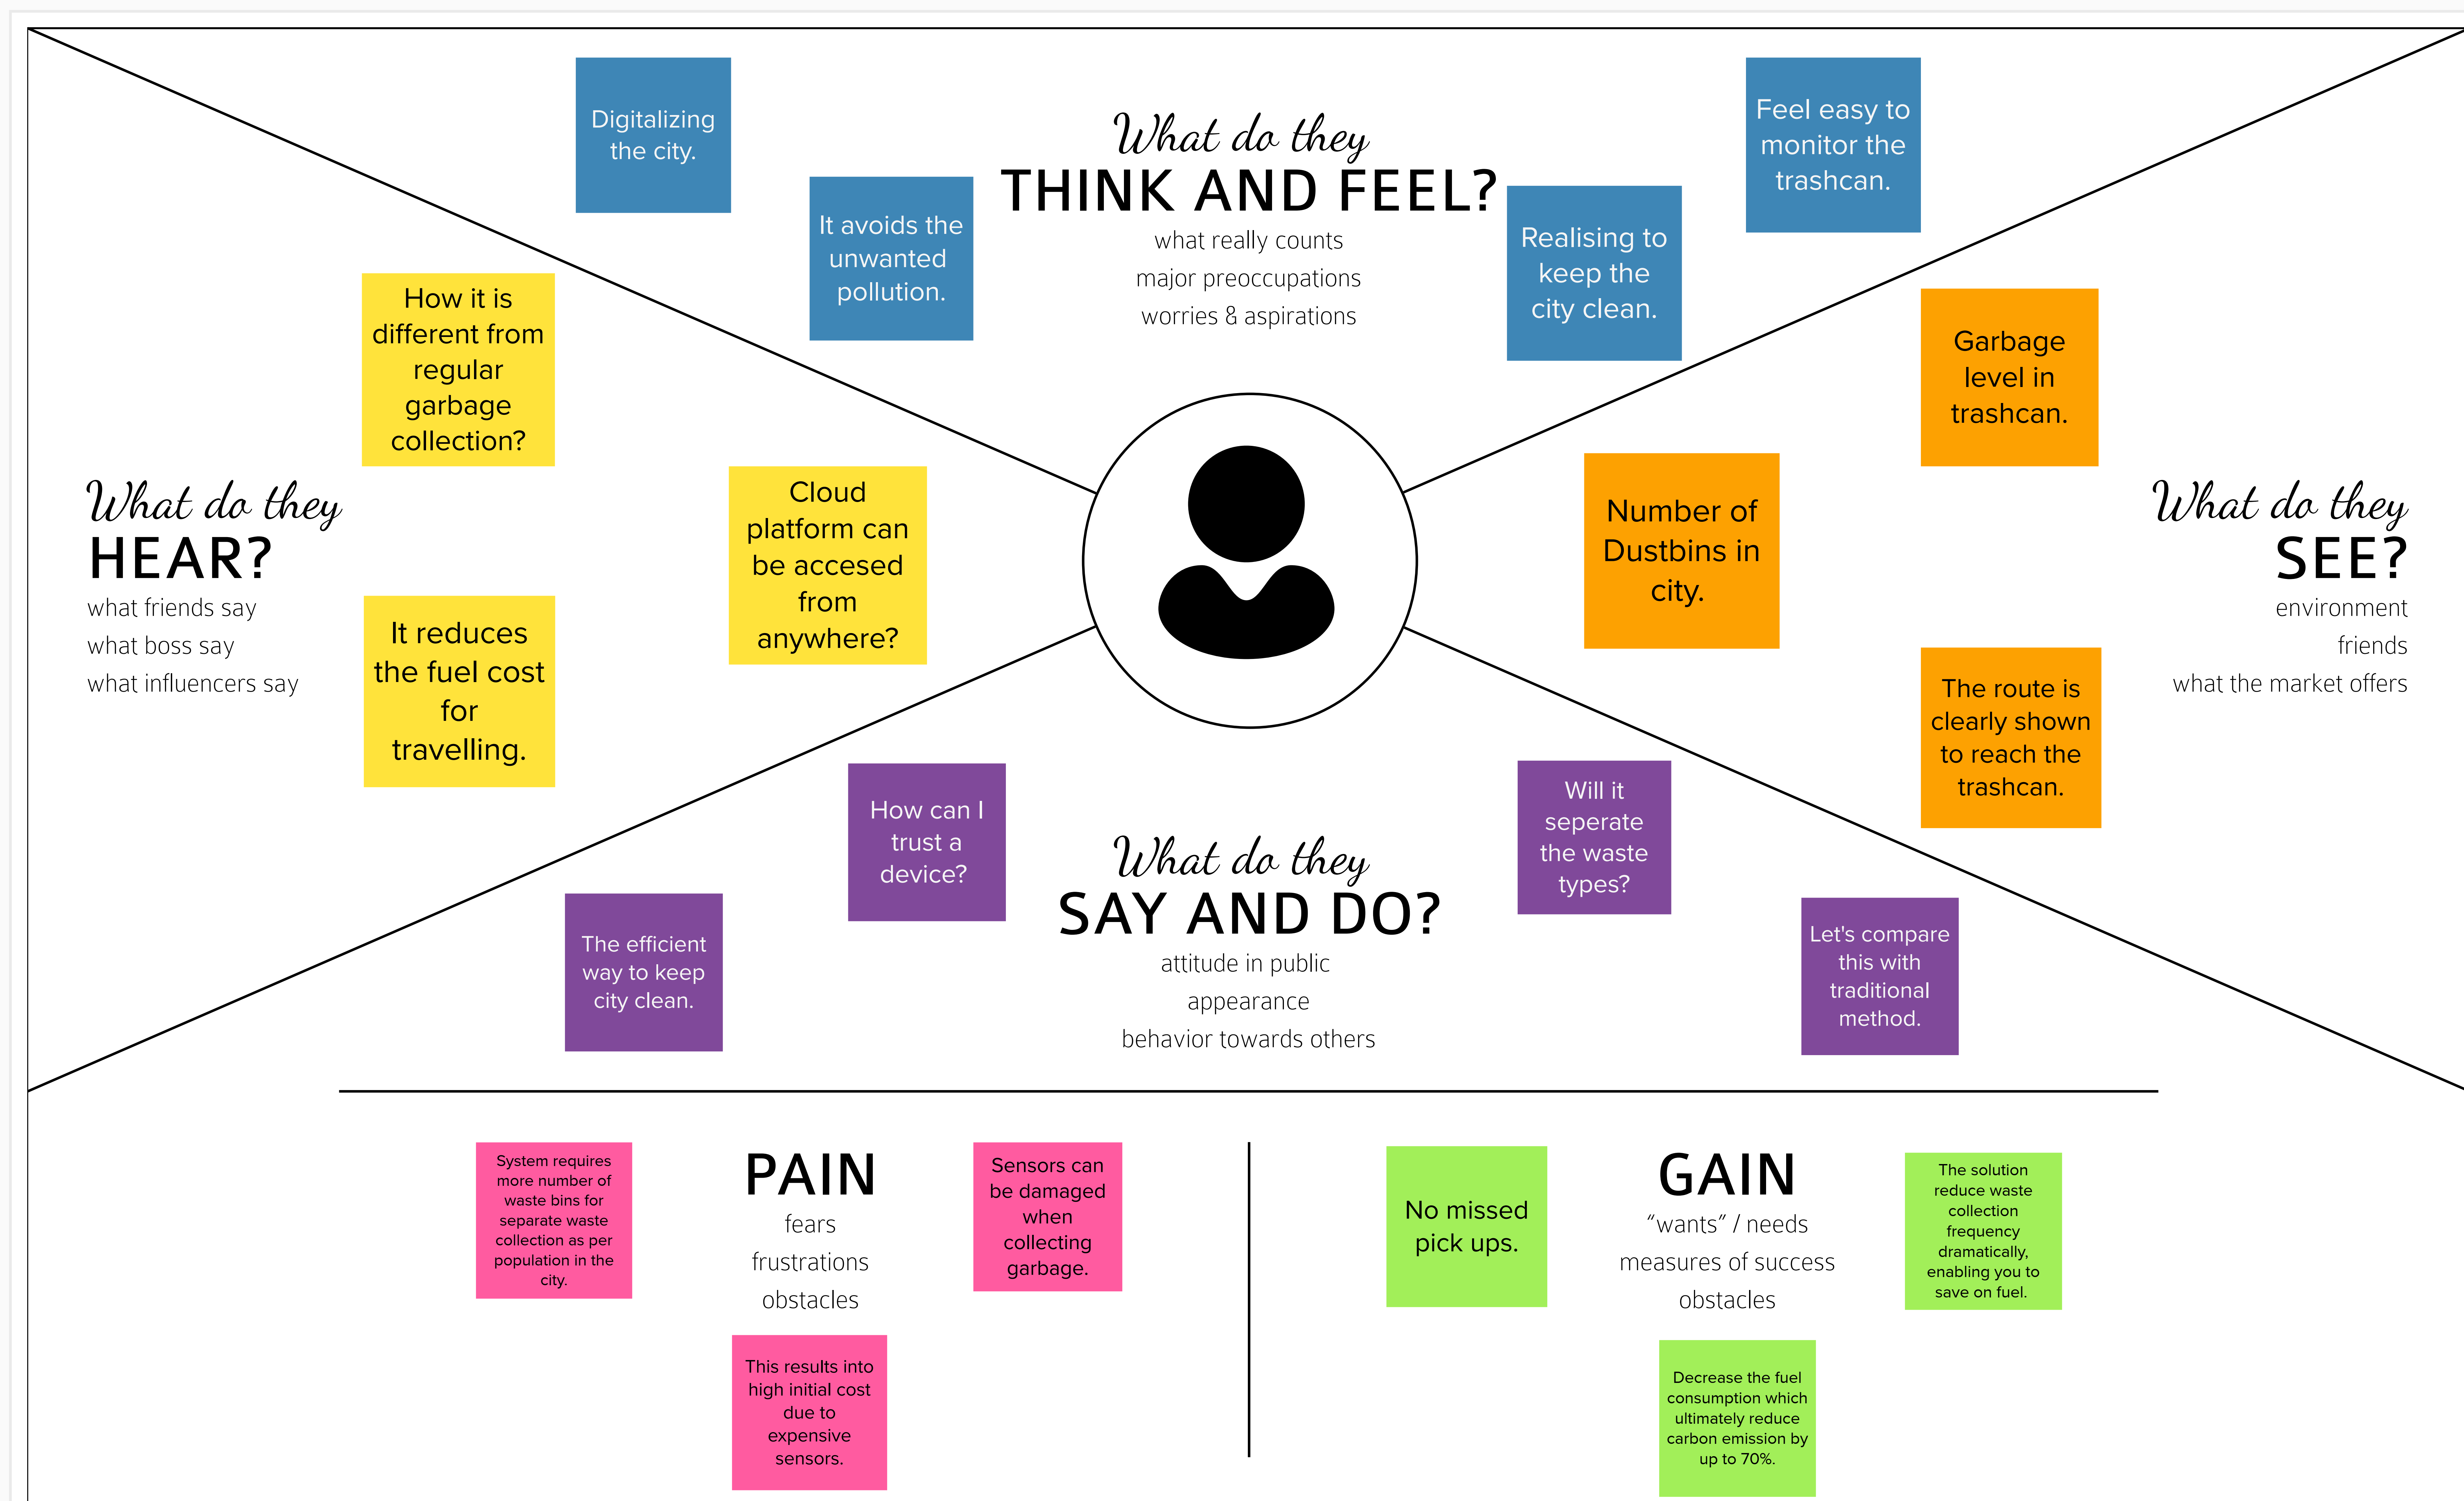 Digitalizing
the city.
It avoids the
unwanted
pollution.
What do they
THINK AND FEEL?
what really counts
major preoccupations
worries & aspirations
Realising to
keep the
city clean.
Feel easy to
monitor the
trashcan.
How it is
different from
regular
garbage
collection?
What do they
HEAR?
what friends say
what boss say
what influencers say
Cloud
platform can
be accesed
from
anywhere?
It reduces
the fuel cost
for
travelling.
Garbage
level in
trashcan.
Number of
Dustbins in
city.
What do they
SEE?
environment
friends
what the market offers
The route is
clearly shown
to reach the
trashcan.
The efficient
way to keep
city clean.
How can I
trust a
device?
What do they
SAY AND DO?
attitude in public
appearance
behavior towards others
Will it
seperate
the waste
types?
Let's compare
this with
traditional
method.
System requires
more number of
waste bins for
separate waste
collection as per
population in the
city.
PAIN
fears
frustrations
obstacles
Sensors can
be damaged
when
collecting
garbage.
This results into
high initial cost
due to
expensive
sensors.
No missed
pick ups.
GAIN
“wants” / needs
measures of success
obstacles
The solution
reduce waste
collection
frequency
dramatically,
enabling you to
save on fuel.
Decrease the fuel
consumption which
ultimately reduce
carbon emission by
up to 70%.